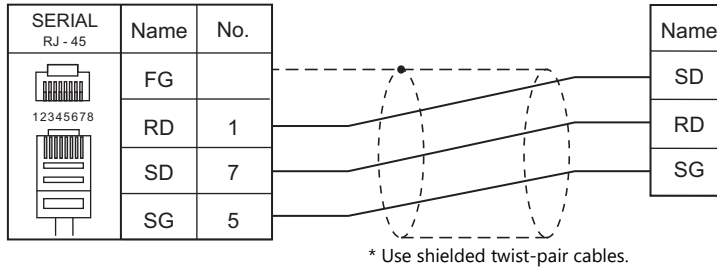 SERIAL Name No. Name
RJ - 45
FG SD
12345678
RD 1 RD
SD 7 SG
SG 5
* Use shielded twist-pair cables.